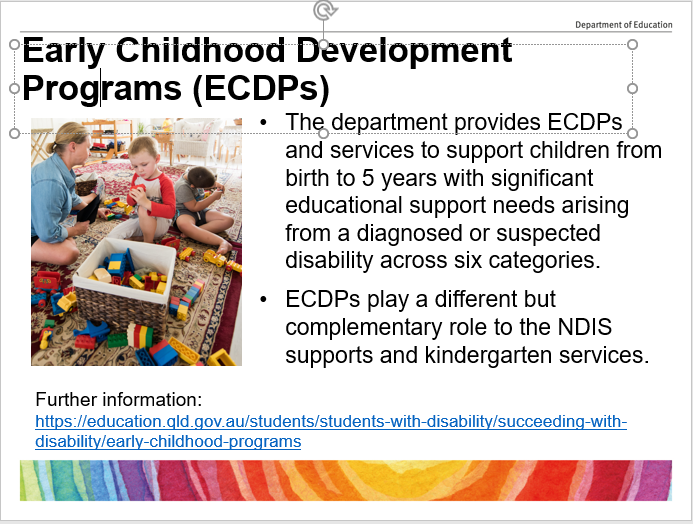 Department of Education
Early Childhood Development
Programs (ECDPs)
• The department provides ECDPs
and services to support children from
birth to 5 years with significant
educational support needs arising
from a diagnosed or suspected
disability across six categories.
• ECDPs play a different but
complementary role to the NDIS
supports and kindergarten services.
Further information:
https://education.qld.gov.au/students/students-with-disability/succeeding-with-
disability/early-childhood-programs